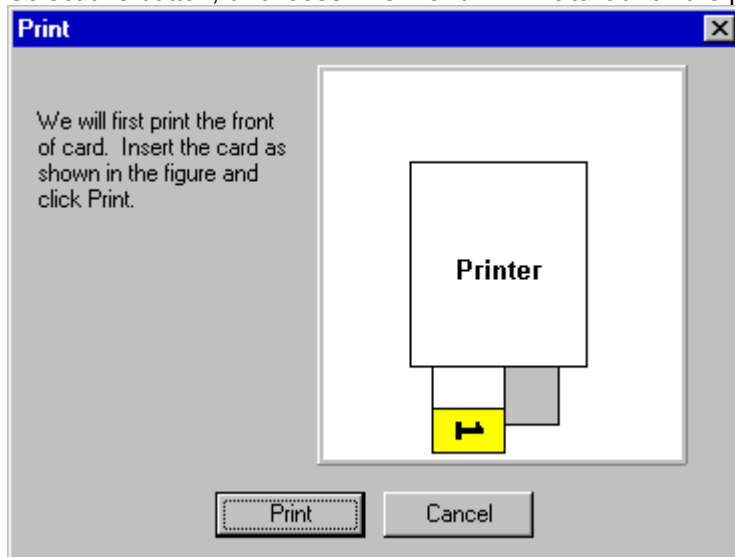 Print
We will first print the front
of card. Insert the card as
shown in the figure and
click Print.
Printer
1
Print
Cancel